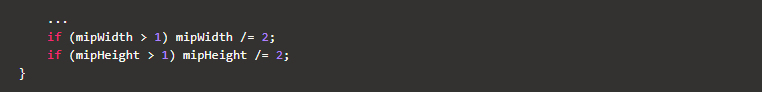 ...
if (mipWidth > 1) mipWidth /= 2;
if (mipHeight > 1) mipHeight /= 2;
}